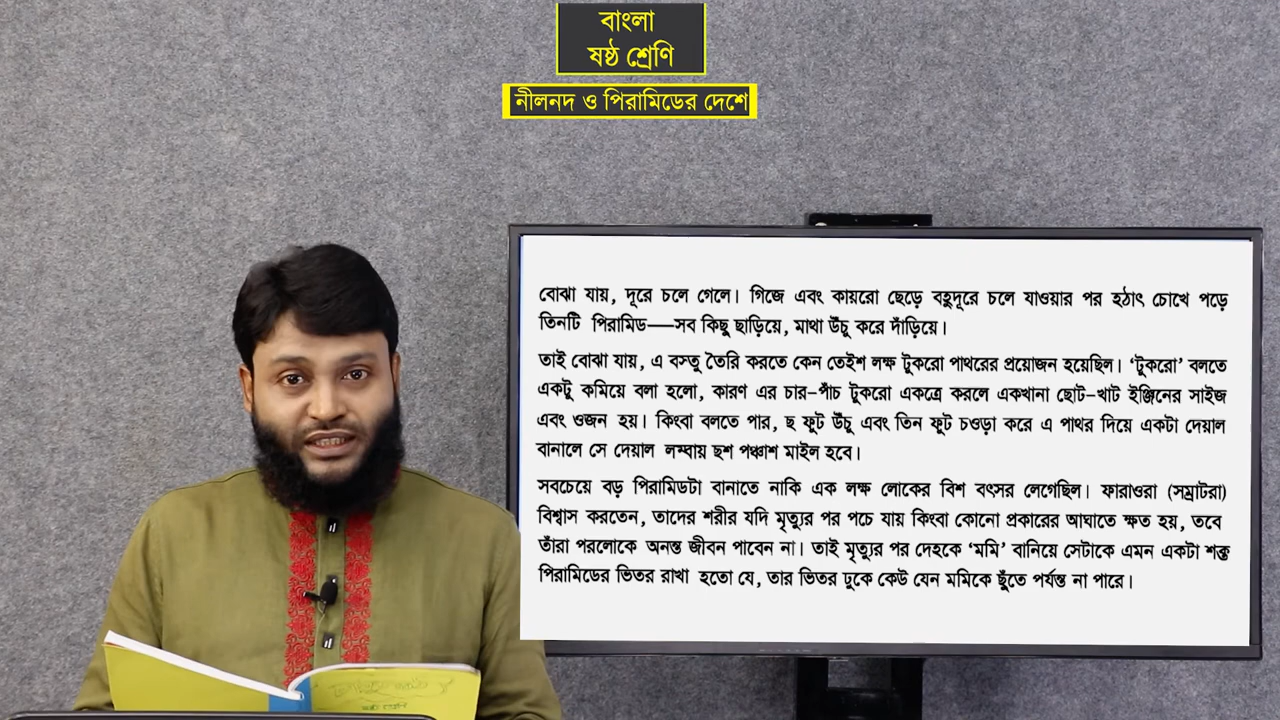 বাংলা
ষষ্ঠ শ্রেণি
নীলনদ ও পিরামিডের দেশে
বোঝা যায়, দূরে চলে গেলে। গিজে এবং কায়রো ছেড়ে বহুদূরে চলে যাওয়ার পর হঠাৎ চোখে পড়ে
তিনটি পিরামিড—সব কিছু ছাড়িয়ে, মাথা উঁচু করে দাঁড়িয়ে।
তাই বোঝা যায়, এ বস্তু তৈরি করতে কেন তেইশ লক্ষ টুকরো পাথরের প্রয়োজন হয়েছিল। ‘টুকরো’ বলতে
একটু কমিয়ে বলা হলো, কারণ এর চার-পাঁচ টুকরো একত্রে করলে একখানা ছোট-খাট ইঞ্জিনের সাইজ
এবং ওজন হয়। কিংবা বলতে পার, ছ ফুট উঁচু এবং তিন ফুট চওড়া করে এ পাথর দিয়ে একটা দেয়াল
বানালে সে দেয়াল লম্বায় ছশ পঞ্চাশ মাইল হবে।
সবচেয়ে বড় পিরামিডটা বানাতে নাকি এক লক্ষ লোকের বিশ বৎসর লেগেছিল। ফারাওরা (সম্রাটরা)
বিশ্বাস করতেন, তাদের শরীর যদি মৃত্যুর পর পচে যায় কিংবা কোনো প্রকারের আঘাতে ক্ষত হয়, তবে
তাঁরা পরলোকে অনন্ত জীবন পাবেন না। তাই মৃত্যুর পর দেহকে ‘মমি’ বানিয়ে সেটাকে এমন একটা শক্ত
পিরামিডের ভিতর রাখা হতো যে, তার ভিতর ঢুকে কেউ যেন মমিকে ছুঁতে পর্যন্ত না পারে।